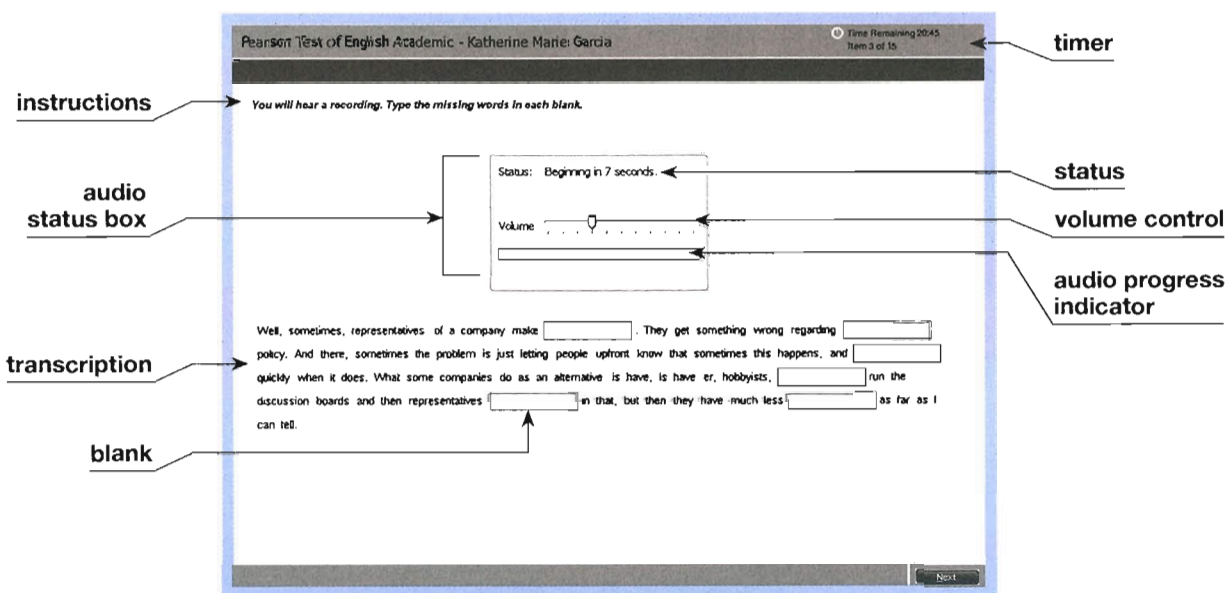 Pearson Test of English Academic - Katherine Marie Garcia
Time Remaining 20:45
Item 3 of 15
timer
instructions
You will hear a recording. Type the missing words in each blank.
audio
status box
Status: Beginning in 7 seconds.
status
Volume
volume control
audio progress
indicator
transcription
Well, sometimes, representatives of a company make . They get something wrong regarding
policy. And there, sometimes the problem is just letting people upfront know that sometimes this happens, and
quickly when it does. What some companies do as an alternative is have, is have er, hobbyists, run the
discussion boards and then representatives in that, but then they have much less as far as I
can tell.
blank
Next